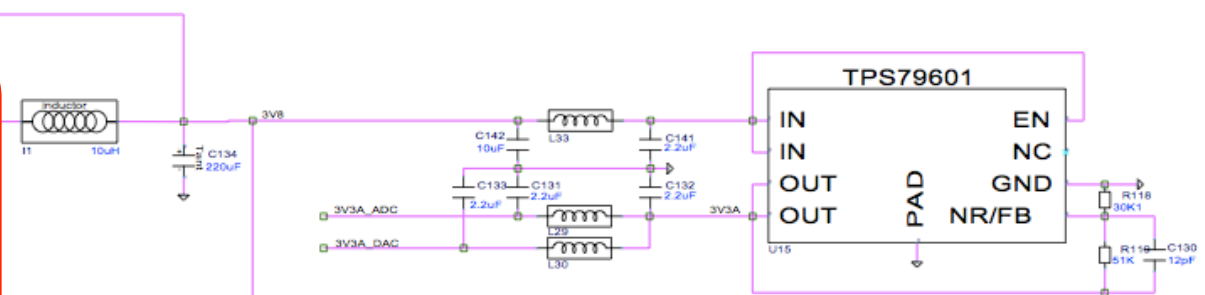 TPS79601
Inductor
I1
10uH
3V8
C134
Tant
220uF
C142
10uF
L33
C141
2.2uF
C133
2.2uF
C131
2.2uF
C132
2.2uF
3V3A_ADC
L29
3V3A
3V3A_DAC
L30
IN
EN
IN
NC
OUT
GND
OUT
PAD
NR/FB
U15
R118
30K1
R119
51K
C130
12pF